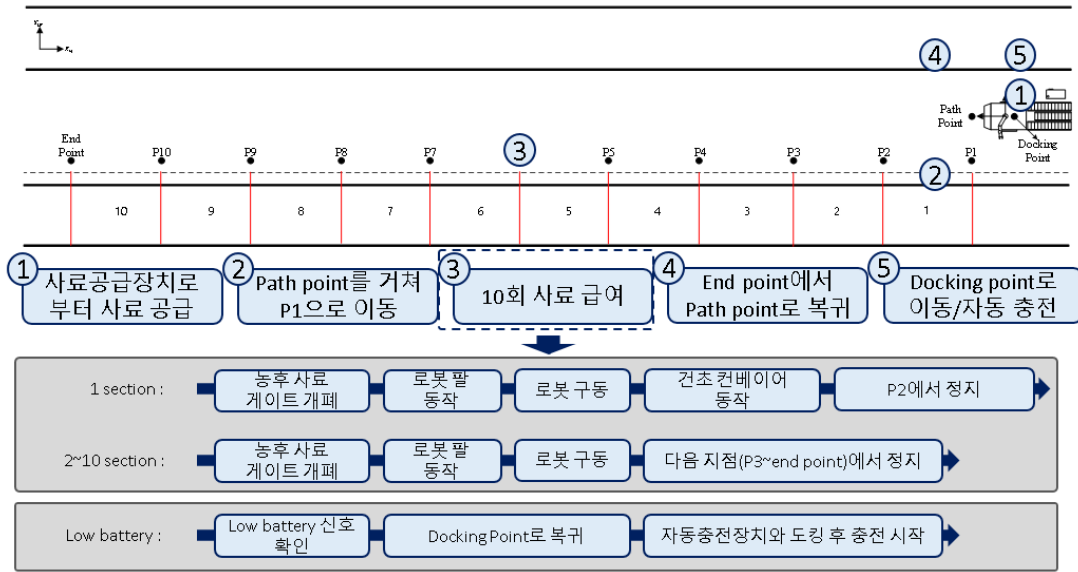 ④ ⑤
①
Path
Point
Docking
Point
End
Point
P10
P9
P8
P7
③
P5
P4
P3
P2
P1
②
10
9
8
7
6
5
4
3
2
1
① 사료공급장치로
부터 사료 공급
② Path point를 거쳐
P1으로 이동
③ 10회 사료 급여
④ End point에서
Path point로 복귀
⑤ Docking point로
이동/자동 충전
1 section :
농후 사료
게이트 개폐
로봇 팔
동작
로봇 구동
건초 컨베이어
동작
P2에서 정지
2~10 section :
농후 사료
게이트 개폐
로봇 팔
동작
로봇 구동
다음 지점(P3~end point)에서 정지
Low battery :
Low battery 신호
확인
Docking Point로 복귀
자동충전장치와 도킹 후 충전 시작